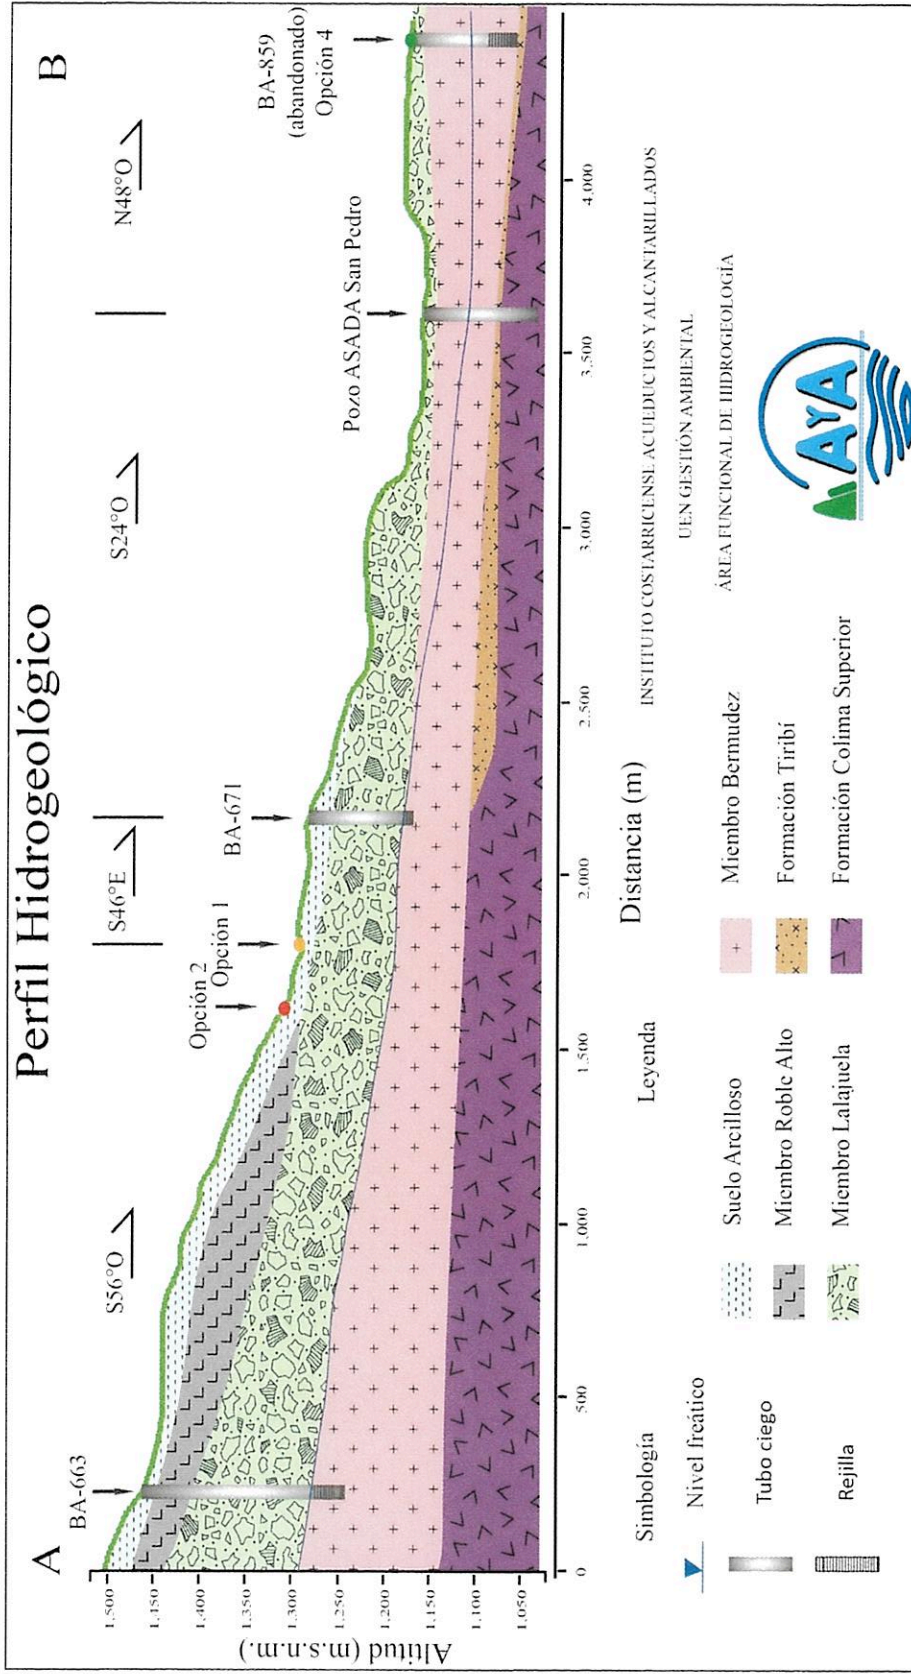 Perfil Hidrogeológico
A
B
S56°O
S46°E
S24°O
N48°O
BA-663
Opción 2
Opción 1
BA-671
Pozo ASADA San Pedro
BA-859
(abandonado)
Opción 4
Altitud (m.s.n.m.)
1.500
1.450
1.400
1.350
1.300
1.250
1.200
1.150
1.100
1.050
0
500
1.000
1.500
2.000
2.500
3.000
3.500
4.000
Distancia (m)
Simbología
Nivel freático
Tubo ciego
Rejilla
Leyenda
Suelo Arcilloso
Miembro Roble Alto
Miembro Lalajuela
Miembro Bermudez
Formación Tiribí
Formación Colima Superior
INSTITUTO COSTARRICENSE ACUEDUCTOS Y ALCANTARILLADOS
UEN GESTIÓN AMBIENTAL
ÁREA FUNCIONAL DE HIDROGEOLOGÍA
AYA